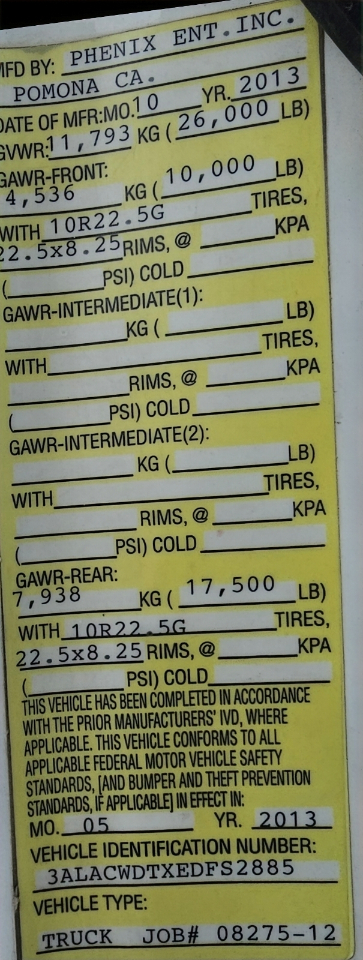 MFD BY: PHENIX ENT.INC.
POMONA CA.
DATE OF MFR:MO.10 YR. 2013
GVWR:11,793 KG ( 26,000 LB)
GAWR-FRONT:
4,536 KG ( 10,000 LB)
WITH 10R22.5G TIRES,
22.5x8.25 RIMS, @ KPA
( PSI) COLD
GAWR-INTERMEDIATE(1):
KG ( LB)
WITH TIRES,
RIMS, @ KPA
( PSI) COLD
GAWR-INTERMEDIATE(2):
KG ( LB)
WITH TIRES,
RIMS, @ KPA
( PSI) COLD
GAWR-REAR:
7,938 KG ( 17,500 LB)
WITH 10R22.5G TIRES,
22.5x8.25 RIMS, @ KPA
( PSI) COLD
THIS VEHICLE HAS BEEN COMPLETED IN ACCORDANCE
WITH THE PRIOR MANUFACTURERS' IVD, WHERE
APPLICABLE. THIS VEHICLE CONFORMS TO ALL
APPLICABLE FEDERAL MOTOR VEHICLE SAFETY
STANDARDS, [AND BUMPER AND THEFT PREVENTION
STANDARDS, IF APPLICABLE] IN EFFECT IN:
MO. 05 YR. 2013
VEHICLE IDENTIFICATION NUMBER:
3ALACWDTXEDFS2885
VEHICLE TYPE:
TRUCK JOB# 08275-12